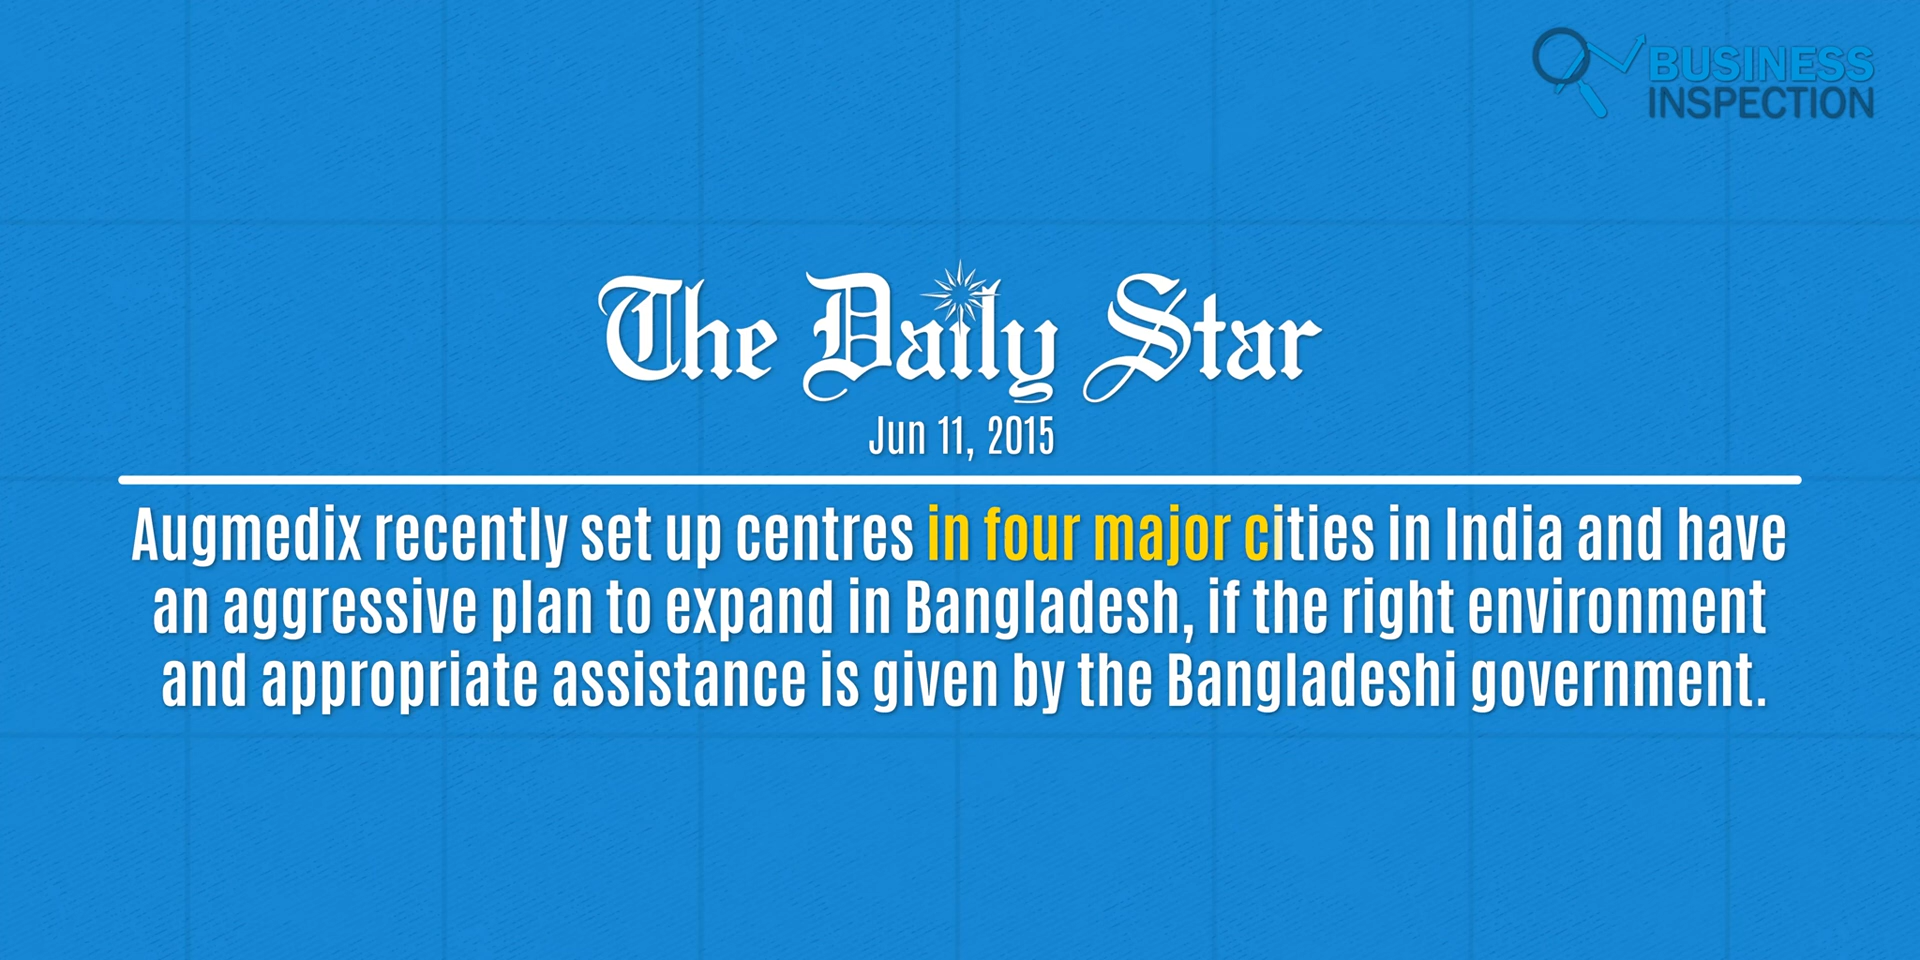 BUSINESS
INSPECTION
The Daily Star
Jun 11, 2015
Augmedix recently set up centres in four major cities in India and have
an aggressive plan to expand in Bangladesh, if the right environment
and appropriate assistance is given by the Bangladeshi government.